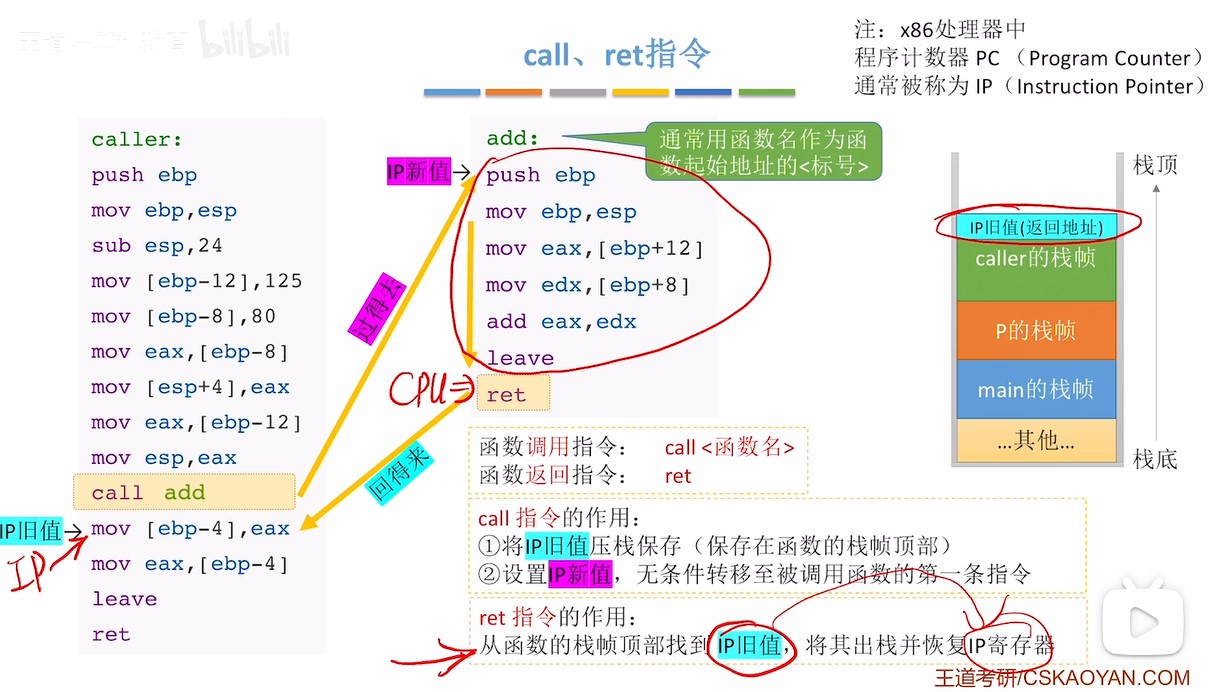 bilibili
call、ret指令
注：x86处理器中
程序计数器 PC （Program Counter）
通常被称为 IP（Instruction Pointer）
caller:
push ebp
mov ebp,esp
sub esp,24
mov [ebp-12],125
mov [ebp-8],80
mov eax,[ebp-8]
mov [esp+4],eax
mov eax,[ebp-12]
mov esp,eax
call add
IP旧值→
mov [ebp-4],eax
IP
mov eax,[ebp-4]
leave
ret
过得去
回得来
add:
通常用函数名作为函
数起始地址的<标号>
IP新值→
push ebp
mov ebp,esp
mov eax,[ebp+12]
mov edx,[ebp+8]
add eax,edx
leave
CPU⇒
ret
函数调用指令： call <函数名>
函数返回指令： ret
call 指令的作用：
①将IP旧值压栈保存（保存在函数的栈帧顶部）
②设置IP新值，无条件转移至被调用函数的第一条指令
ret 指令的作用：
从函数的栈帧顶部找到IP旧值，将其出栈并恢复IP寄存器
栈顶
IP旧值(返回地址)
caller的栈帧
P的栈帧
main的栈帧
...其他...
栈底
王道考研/CSKAOYAN.COM